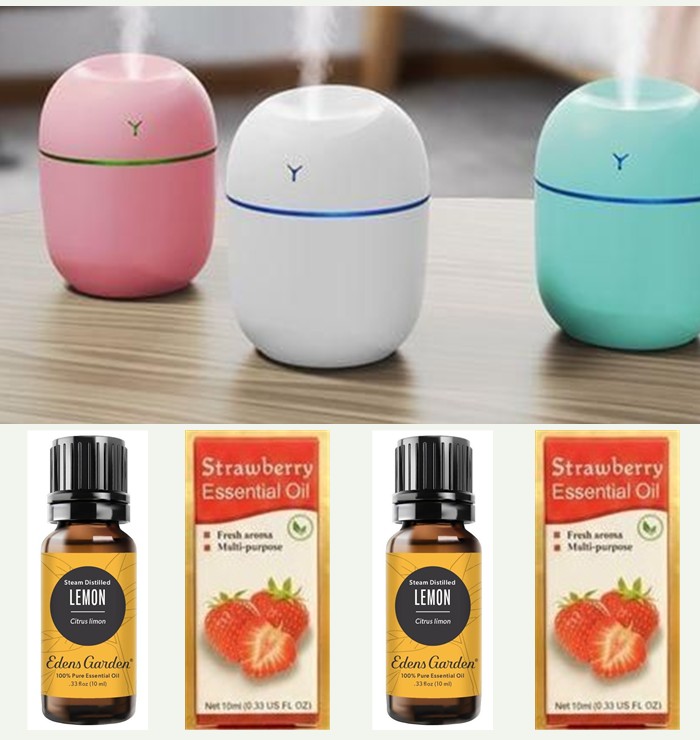 Steam Distilled
LEMON
Citrus limon
Edens Garden®
100% Pure Essential Oil
.33 fl oz (10 ml)
Strawberry
Essential Oil
Fresh aroma
Multi-purpose
Net 10ml (0.33 US FL OZ)
Steam Distilled
LEMON
Citrus limon
Edens Garden®
100% Pure Essential Oil
.33 fl oz (10 ml)
Strawberry
Essential Oil
Fresh aroma
Multi-purpose
Net 10ml (0.33 US FL OZ)